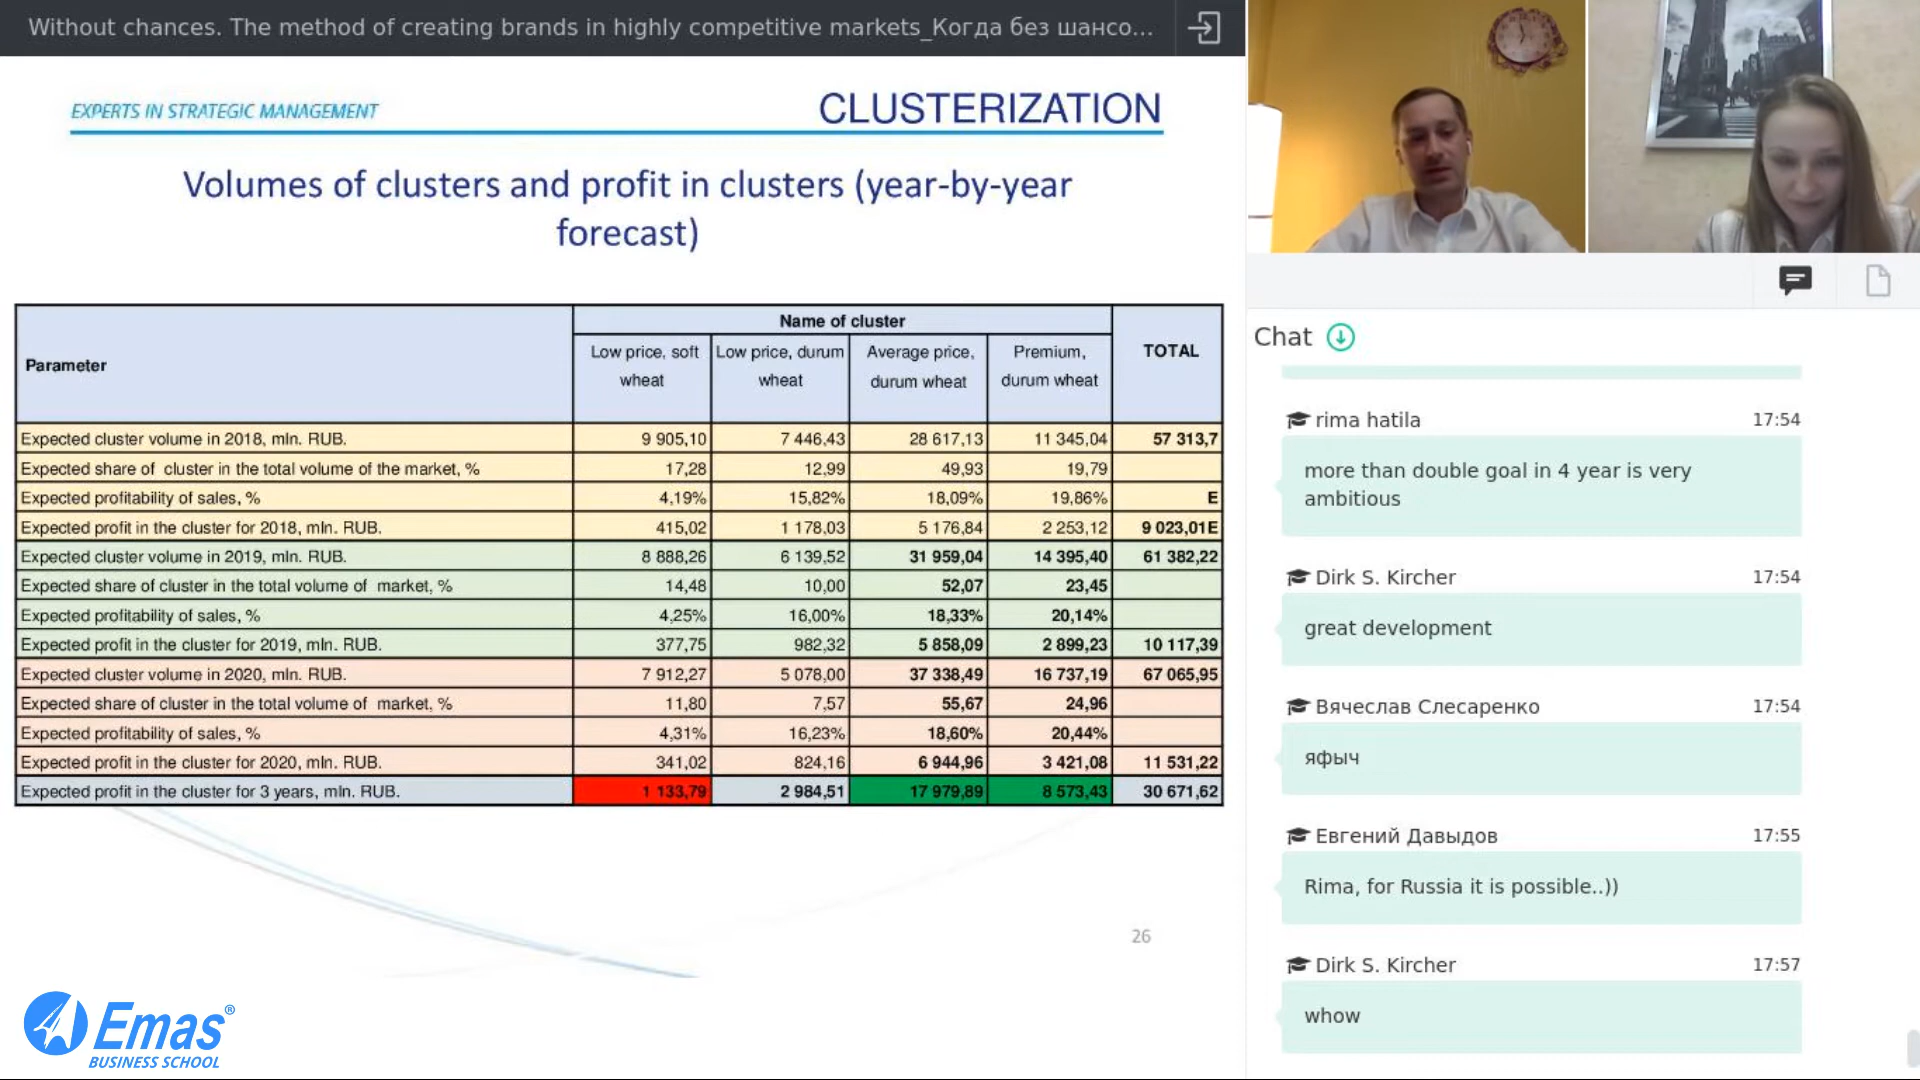 Without chances. The method of creating brands in highly competitive markets_Когда без шансо...
EXPERTS IN STRATEGIC MANAGEMENT
CLUSTERIZATION
Volumes of clusters and profit in clusters (year-by-year
forecast)
Parameter
Name of cluster
TOTAL
Low price, soft
wheat
Low price, durum
wheat
Average price,
durum wheat
Premium,
durum wheat
Expected cluster volume in 2018, mln. RUB. 9 905,10 7 446,43 28 617,13 11 345,04 57 313,7
Expected share of cluster in the total volume of the market, % 17,28 12,99 49,93 19,79
Expected profitability of sales, % 4,19% 15,82% 18,09% 19,86% E
Expected profit in the cluster for 2018, mln. RUB. 415,02 1 178,03 5 176,84 2 253,12 9 023,01E
Expected cluster volume in 2019, mln. RUB. 8 888,26 6 139,52 31 959,04 14 395,40 61 382,22
Expected share of cluster in the total volume of market, % 14,48 10,00 52,07 23,45
Expected profitability of sales, % 4,25% 16,00% 18,33% 20,14%
Expected profit in the cluster for 2019, mln. RUB. 377,75 982,32 5 858,09 2 899,23 10 117,39
Expected cluster volume in 2020, mln. RUB. 7 912,27 5 078,00 37 338,49 16 737,19 67 065,95
Expected share of cluster in the total volume of market, % 11,80 7,57 55,67 24,96
Expected profitability of sales, % 4,31% 16,23% 18,60% 20,44%
Expected profit in the cluster for 2020, mln. RUB. 341,02 824,16 6 944,96 3 421,08 11 531,22
Expected profit in the cluster for 3 years, mln. RUB. 1 133,79 2 984,51 17 979,89 8 573,43 30 671,62
26
Emas®
BUSINESS SCHOOL
Chat
rima hatila 17:54
more than double goal in 4 year is very
ambitious
Dirk S. Kircher 17:54
great development
Вячеслав Слесаренко 17:54
яфыч
Евгений Давыдов 17:55
Rima, for Russia it is possible..))
Dirk S. Kircher 17:57
whow